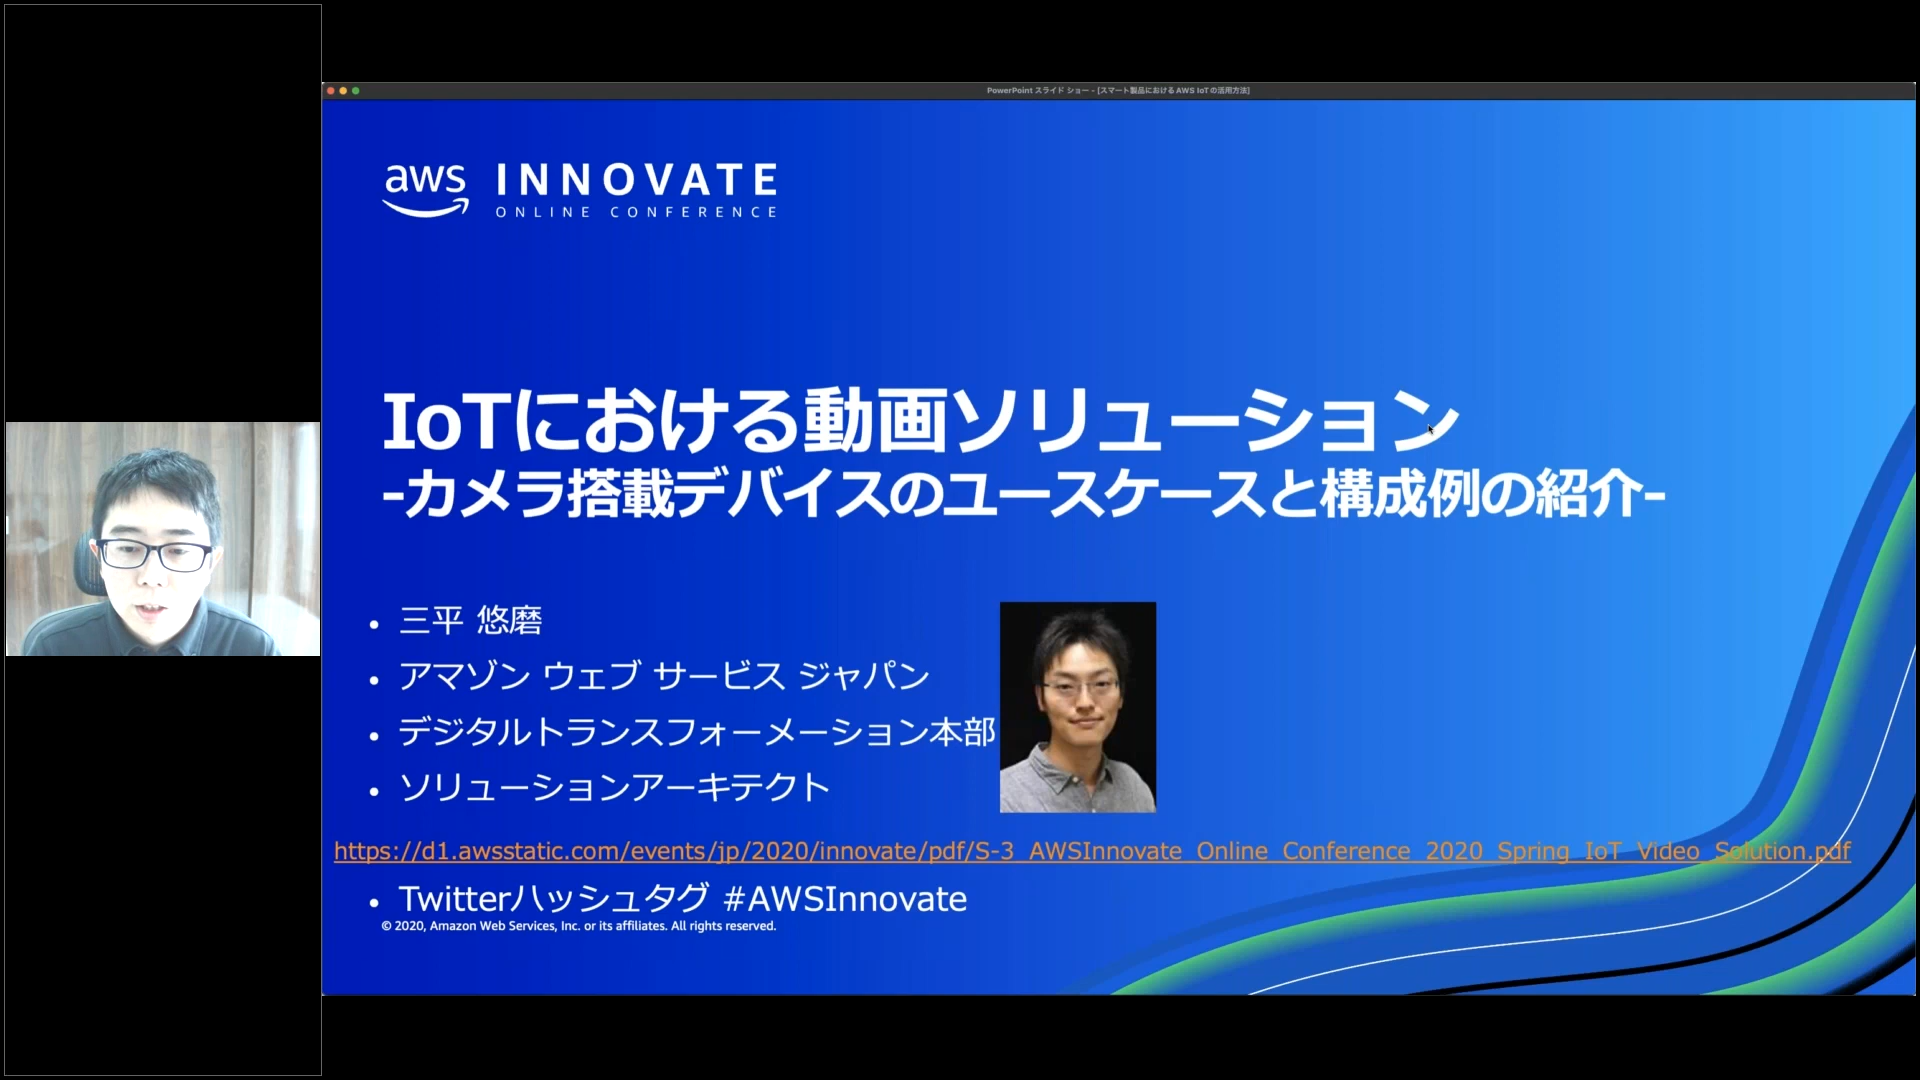 PowerPoint スライド ショー - [スマート製品における AWS IoT の活用方法]
aws INNOVATE
ONLINE CONFERENCE
IoTにおける動画ソリューション
-カメラ搭載デバイスのユースケースと構成例の紹介-
• 三平 悠磨
• アマゾン ウェブ サービス ジャパン
• デジタルトランスフォーメーション本部
• ソリューションアーキテクト
https://d1.awsstatic.com/events/jp/2020/innovate/pdf/S-3_AWSInnovate_Online_Conference_2020_Spring_IoT_Video_Solution.pdf
• Twitterハッシュタグ #AWSInnovate
© 2020, Amazon Web Services, Inc. or its affiliates. All rights reserved.